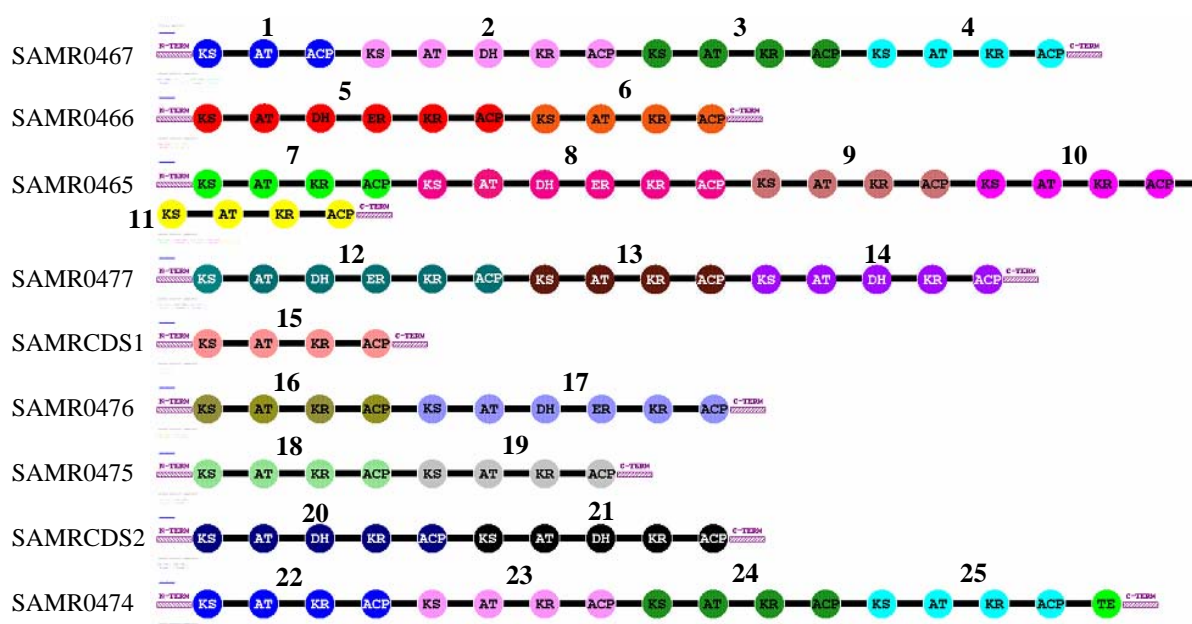 1 2 3 4
SAMR0467 N-TERM KS AT ACP KS AT DH KR ACP KS AT KR ACP KS AT KR ACP C-TERM
5 6
SAMR0466 N-TERM KS AT DH ER KR ACP KS AT KR ACP C-TERM
7 8 9 10
SAMR0465 N-TERM KS AT KR ACP KS AT DH ER KR ACP KS AT KR ACP KS AT KR ACP
11 KS AT KR ACP C-TERM
12 13 14
SAMR0477 N-TERM KS AT DH ER KR ACP KS AT KR ACP KS AT DH KR ACP C-TERM
15
SAMRCDS1 N-TERM KS AT KR ACP C-TERM
16 17
SAMR0476 N-TERM KS AT KR ACP KS AT DH ER KR ACP C-TERM
18 19
SAMR0475 N-TERM KS AT KR ACP KS AT KR ACP C-TERM
20 21
SAMRCDS2 N-TERM KS AT DH KR ACP KS AT DH KR ACP C-TERM
22 23 24 25
SAMR0474 N-TERM KS AT KR ACP KS AT KR ACP KS AT KR ACP KS AT KR ACP TE C-TERM